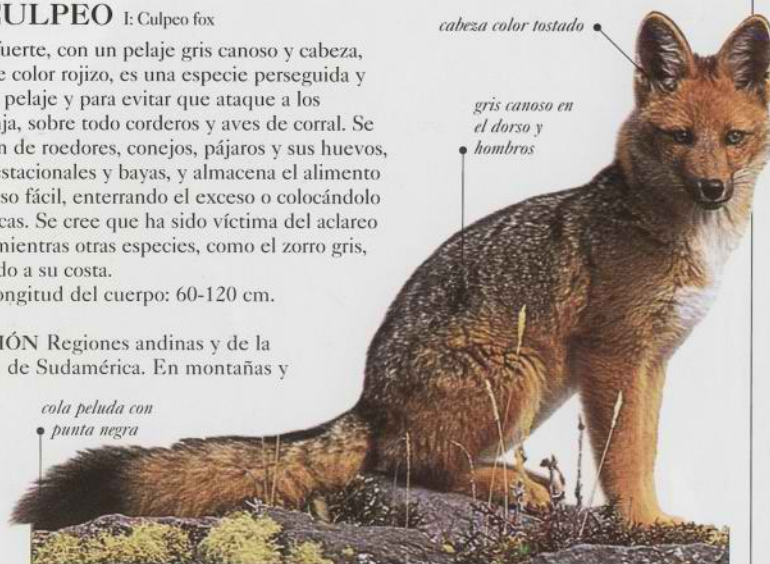 CULPEO I: Culpeo fox
fuerte, con un pelaje gris canoso y cabeza,
e color rojizo, es una especie perseguida y
pelaje y para evitar que ataque a los
nja, sobre todo corderos y aves de corral. Se
n de roedores, conejos, pájaros y sus huevos,
estacionales y bayas, y almacena el alimento
so fácil, enterrando el exceso o colocándolo
cas. Se cree que ha sido víctima del aclareo
mientras otras especies, como el zorro gris,
do a su costa.
ongitud del cuerpo: 60-120 cm.
IÓN Regiones andinas y de la
de Sudamérica. En montañas y
cabeza color tostado
gris canoso en
el dorso y
hombros
cola peluda con
punta negra